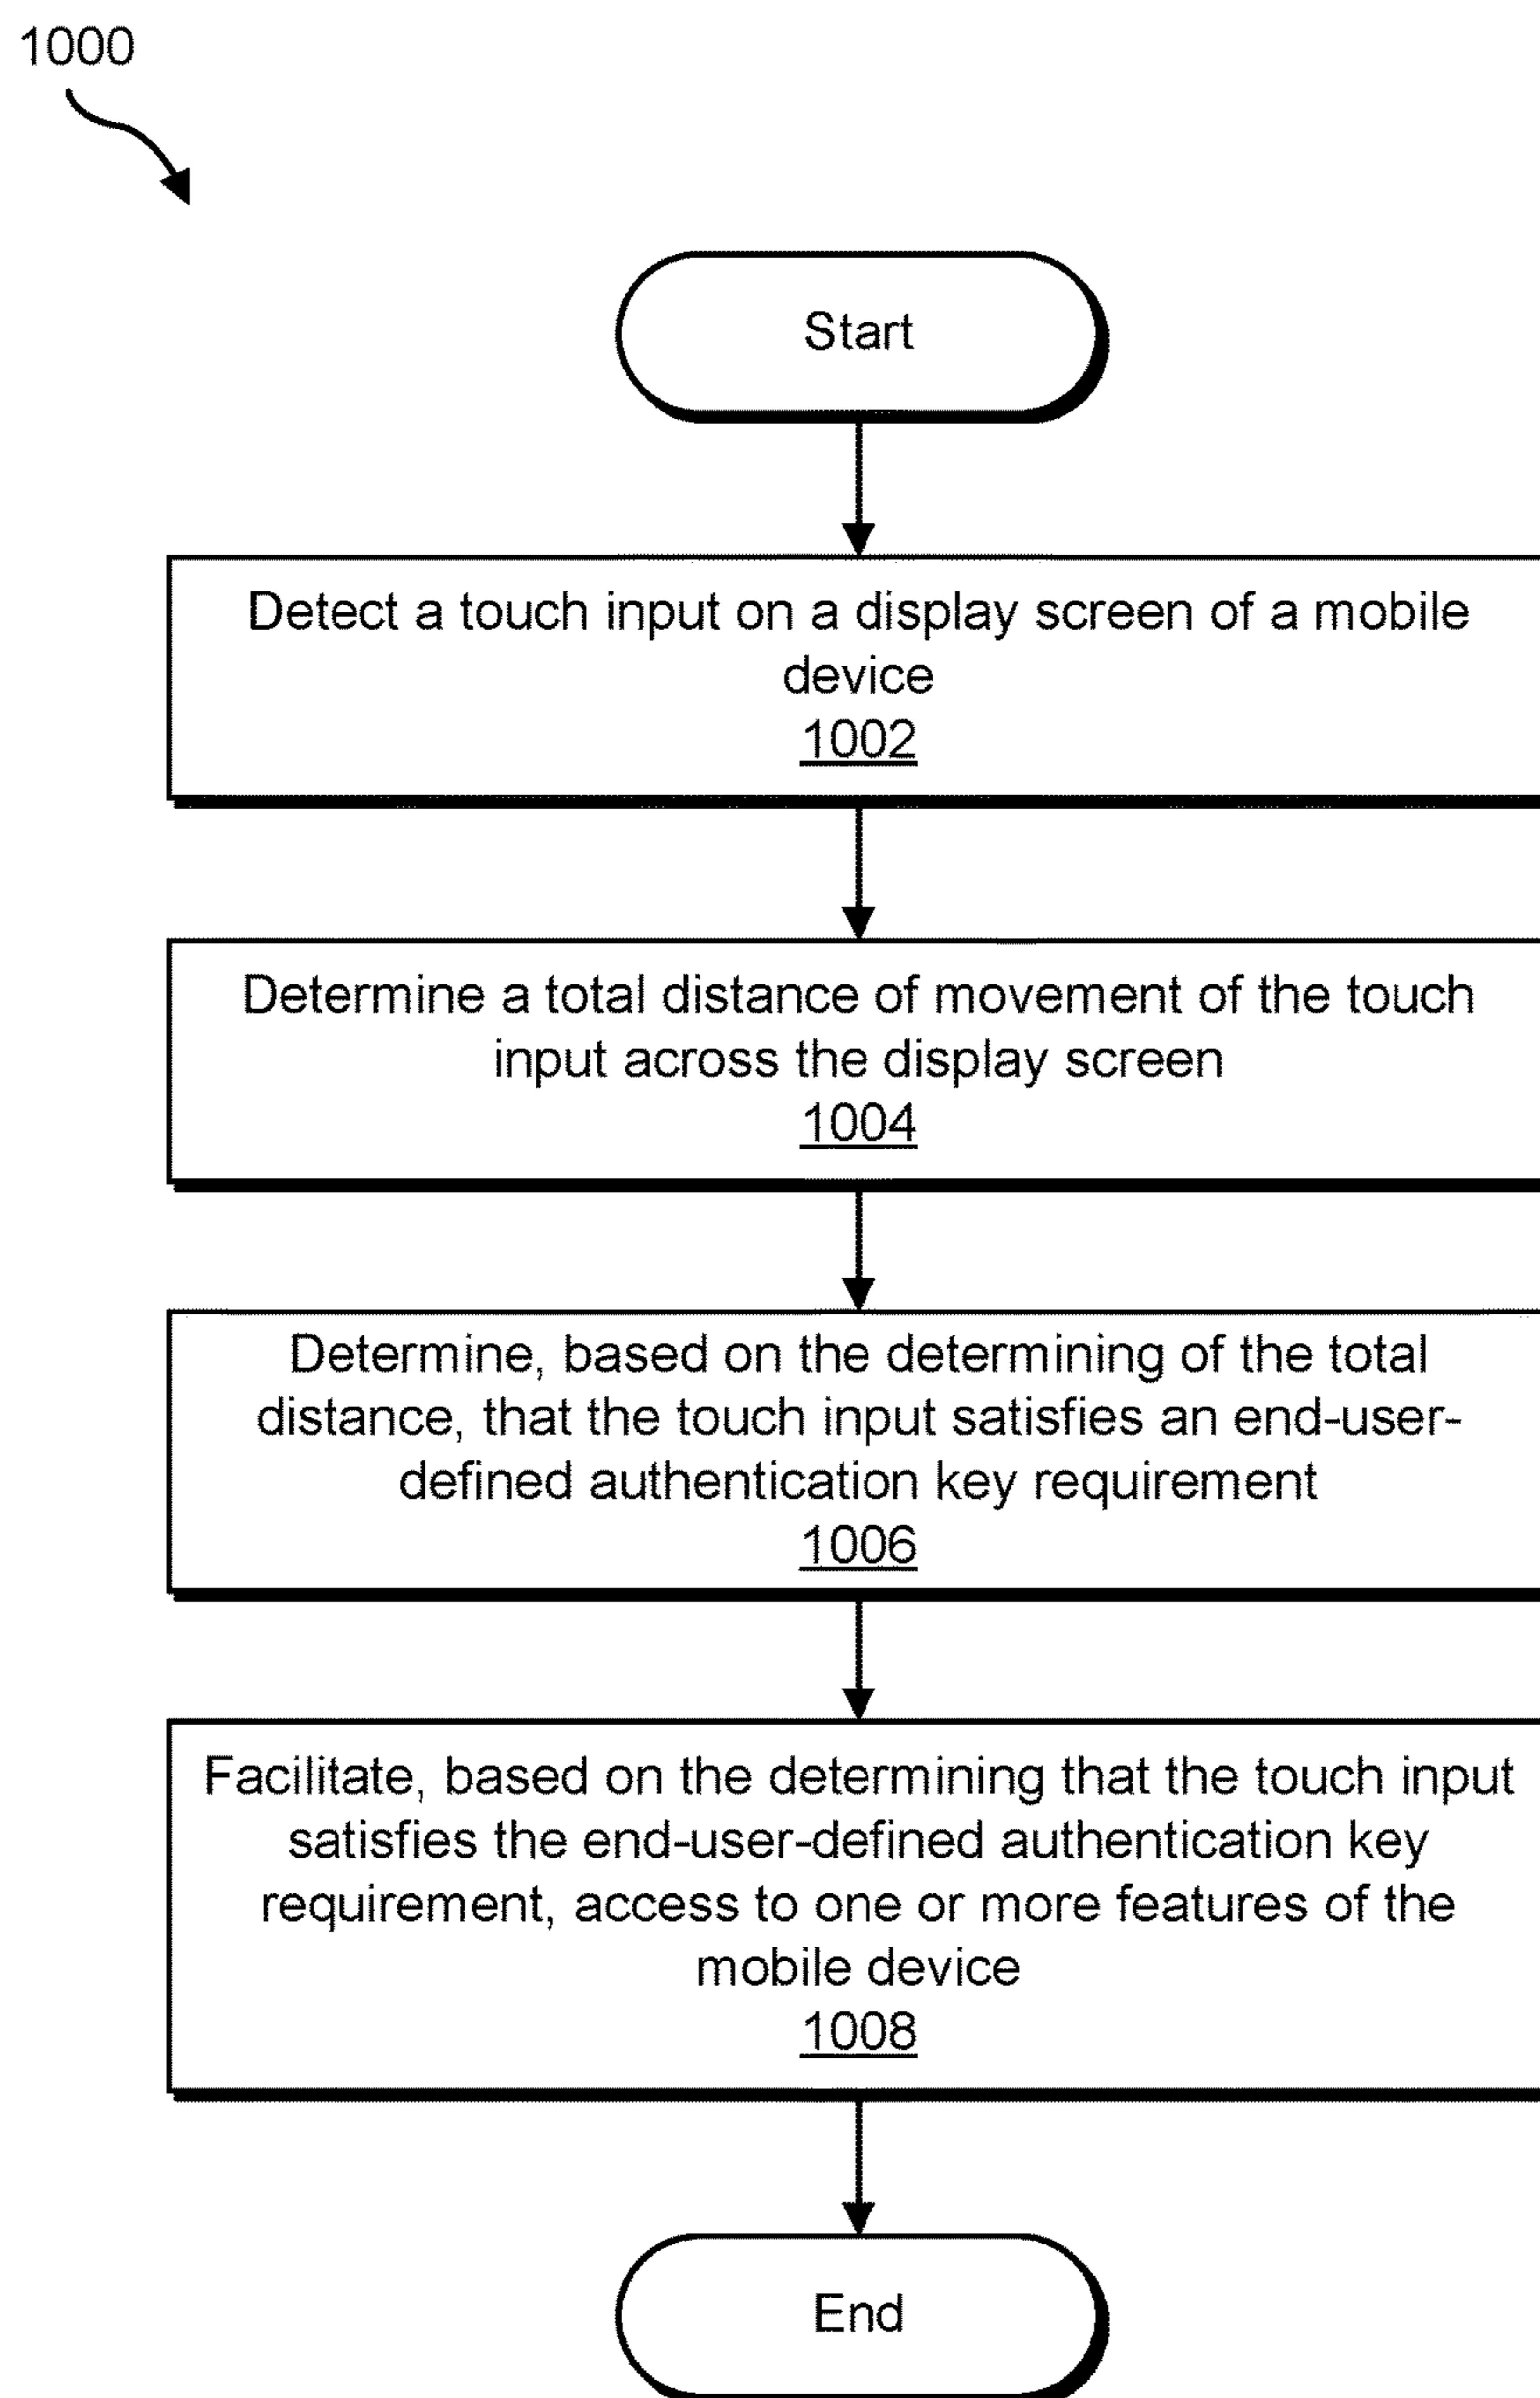 1000
Start
Detect a touch input on a display screen of a mobile
device
1002
Determine a total distance of movement of the touch
input across the display screen
1004
Determine, based on the determining of the total
distance, that the touch input satisfies an end-user-
defined authentication key requirement
1006
Facilitate, based on the determining that the touch input
satisfies the end-user-defined authentication key
requirement, access to one or more features of the
mobile device
1008
End